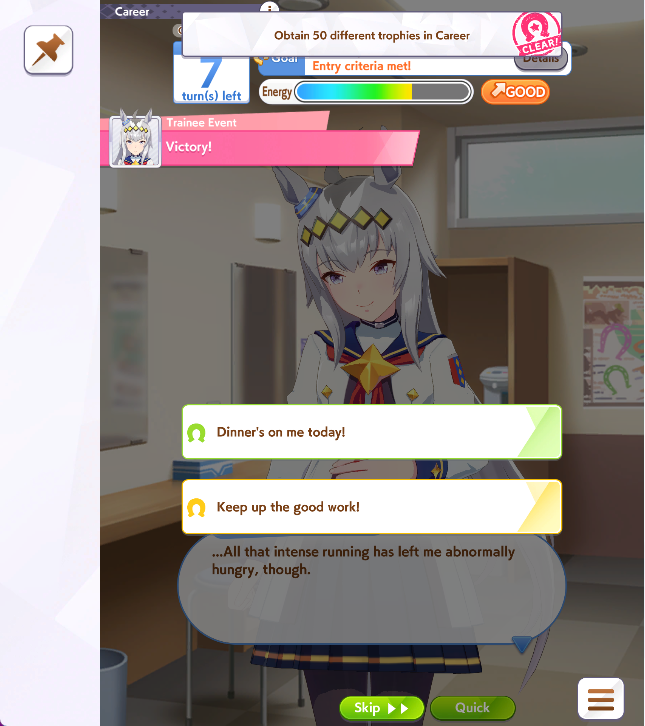 Career
Obtain 50 different trophies in Career
CLEAR!
Goal
Details
7
Entry criteria met!
turn(s) left
Energy
GOOD
Trainee Event
Victory!
Dinner's on me today!
Keep up the good work!
...All that intense running has left me abnormally
hungry, though.
Skip
Quick